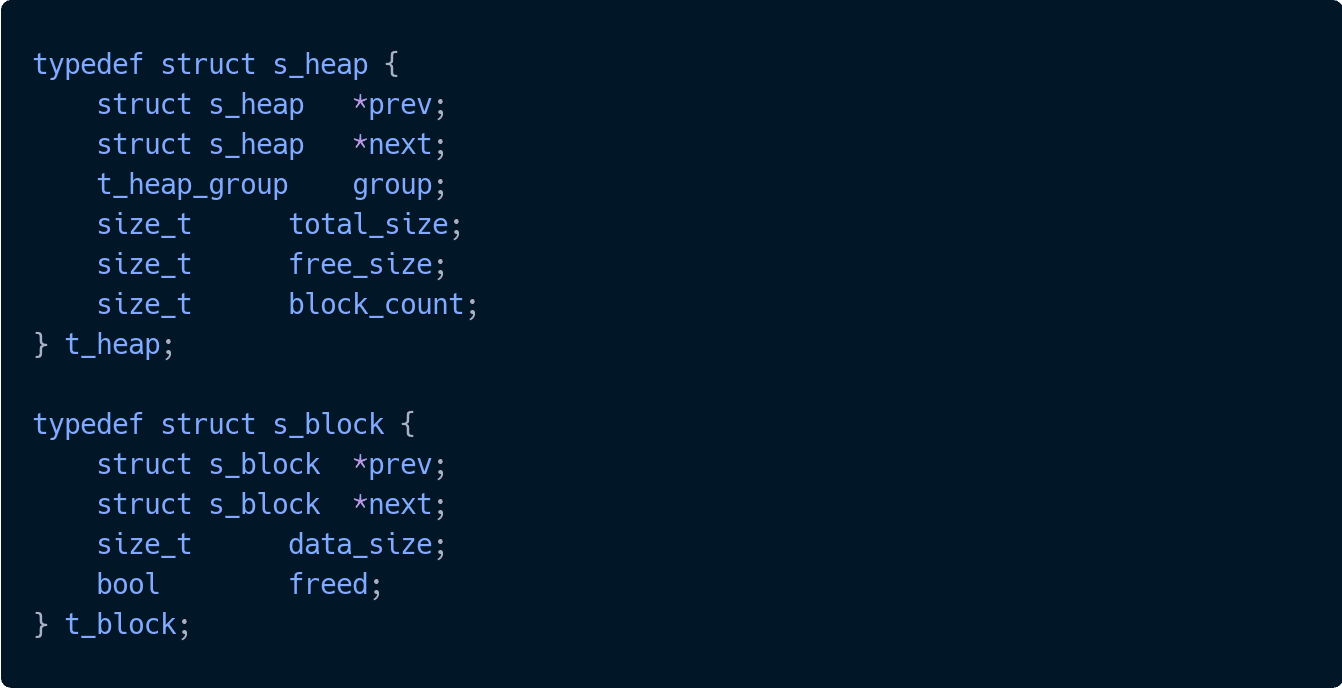 typedef struct s_heap {
    struct s_heap   *prev;
    struct s_heap   *next;
    t_heap_group    group;
    size_t      total_size;
    size_t      free_size;
    size_t      block_count;
} t_heap;

typedef struct s_block {
    struct s_block  *prev;
    struct s_block  *next;
    size_t      data_size;
    bool        freed;
} t_block;